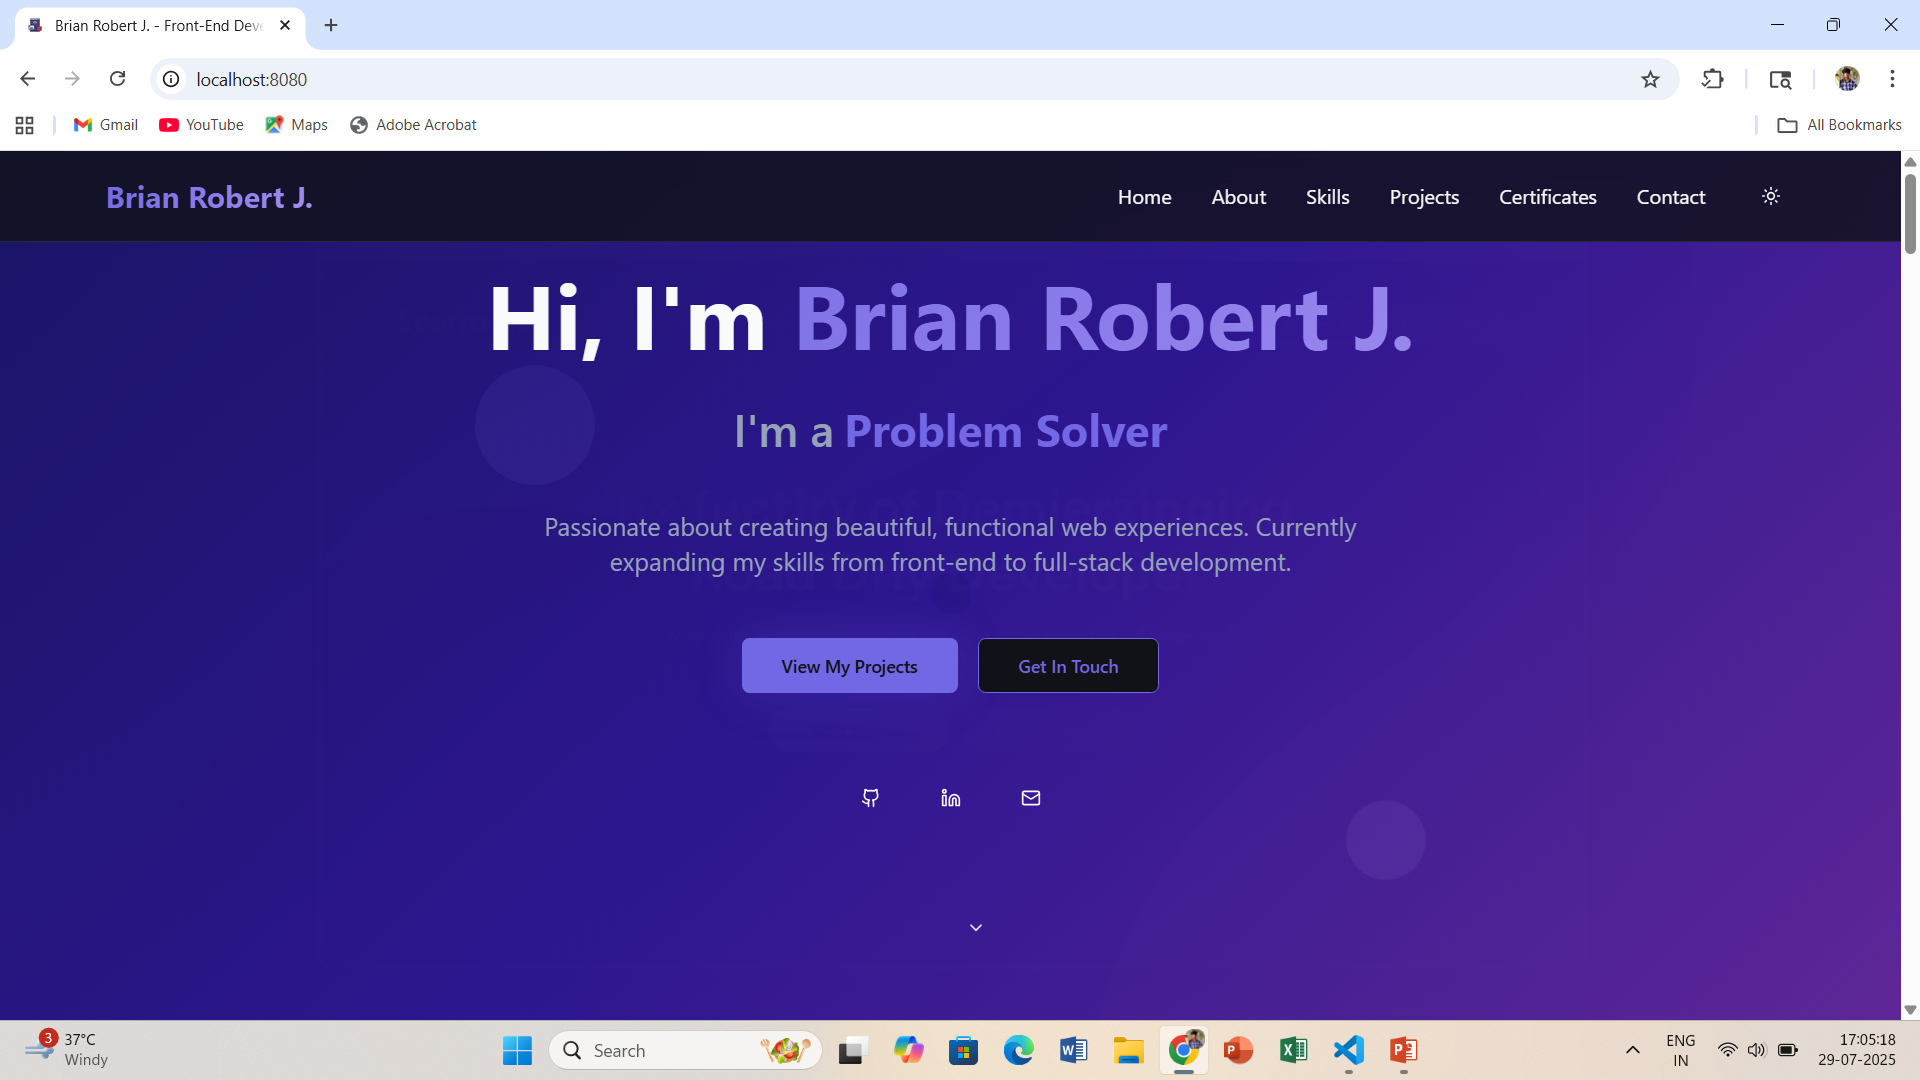 Brian Robert J. - Front-End Deve
localhost:8080
Gmail YouTube Maps Adobe Acrobat All Bookmarks
Brian Robert J. Home About Skills Projects Certificates Contact
Hi, I'm Brian Robert J.
I'm a Problem Solver
Passionate about creating beautiful, functional web experiences. Currently
expanding my skills from front-end to full-stack development.
View My Projects Get In Touch
3 37°C
Windy
Search
ENG
IN
17:05:18
29-07-2025